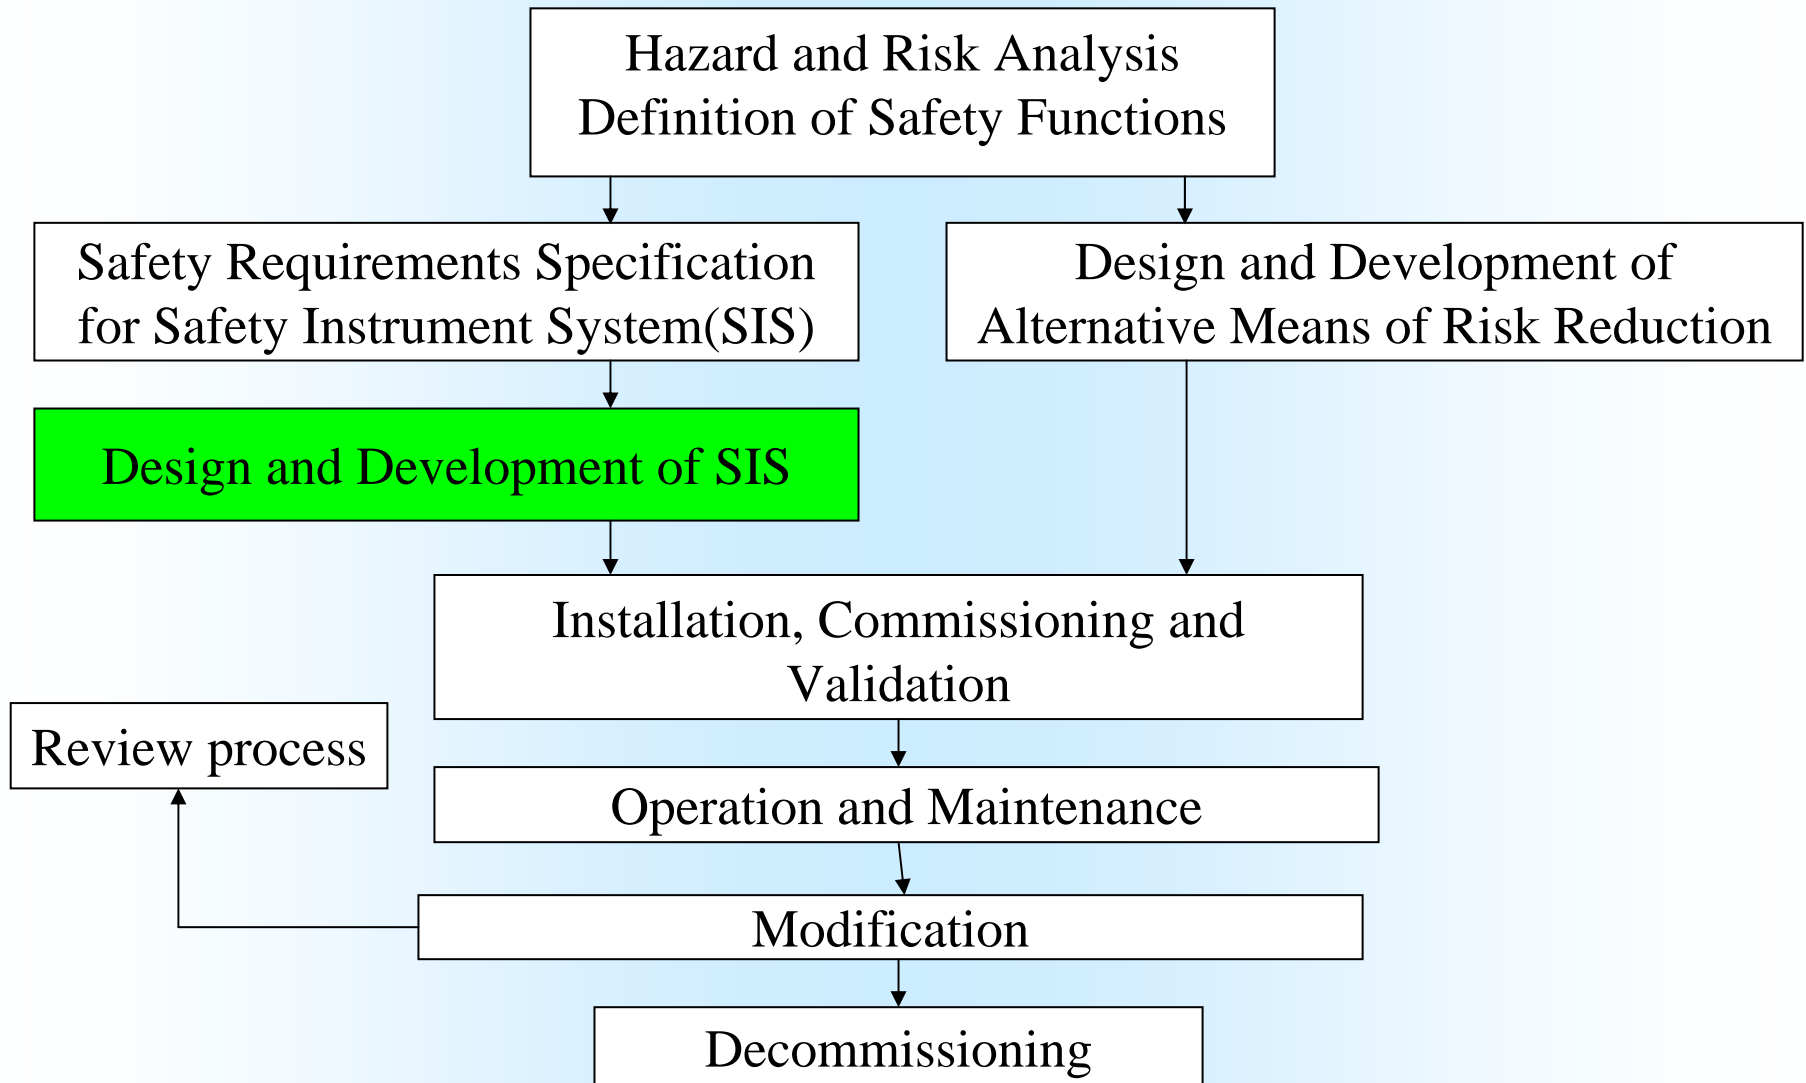 Hazard and Risk Analysis
Definition of Safety Functions
Safety Requirements Specification
for Safety Instrument System(SIS)
Design and Development of
Alternative Means of Risk Reduction
Design and Development of SIS
Installation, Commissioning and
Validation
Review process
Operation and Maintenance
Modification
Decommissioning